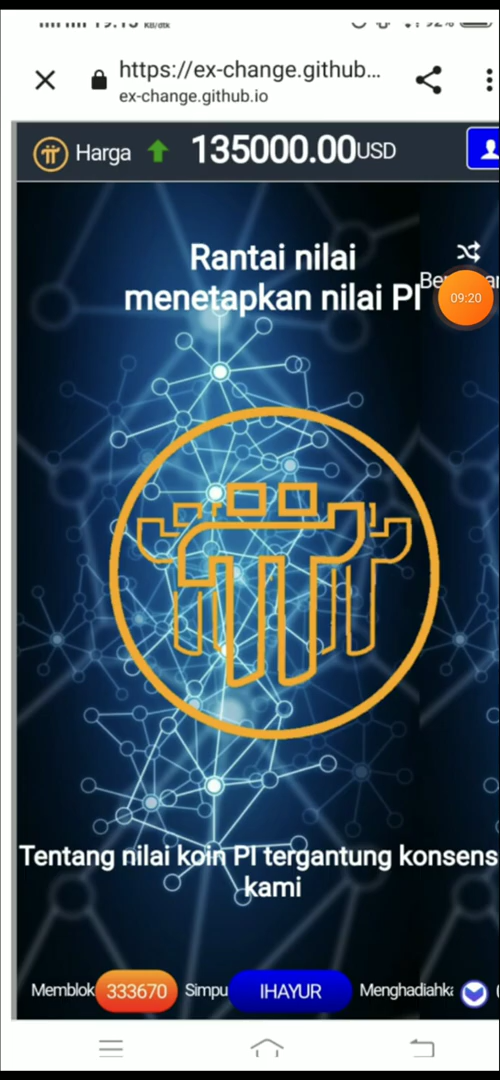 https://ex-change.github...
ex-change.github.io
Harga 135000.00USD
Rantai nilai
menetapkan nilai PI
09:20
Tentang nilai koin PI tergantung konsens
kami
Memblok 333670 Simpu IHAYUR Menghadiahka